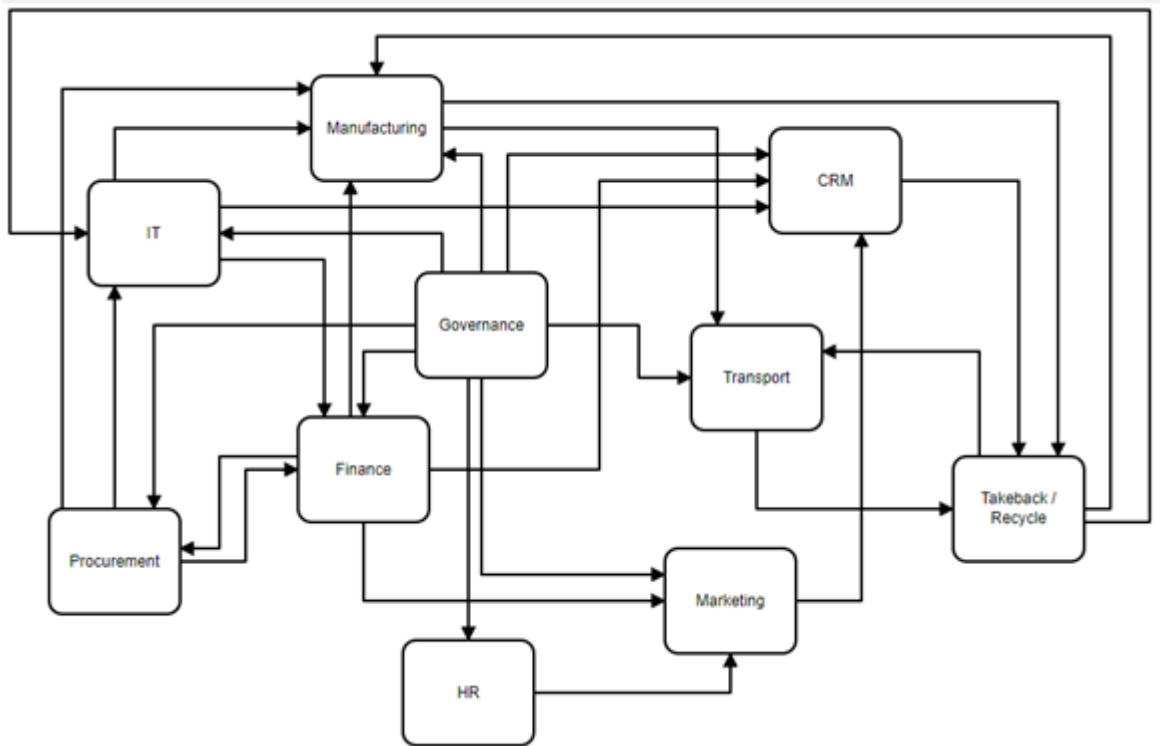 Manufacturing
CRM
IT
Governance
Transport
Finance
Takeback /
Recycle
Procurement
Marketing
HR